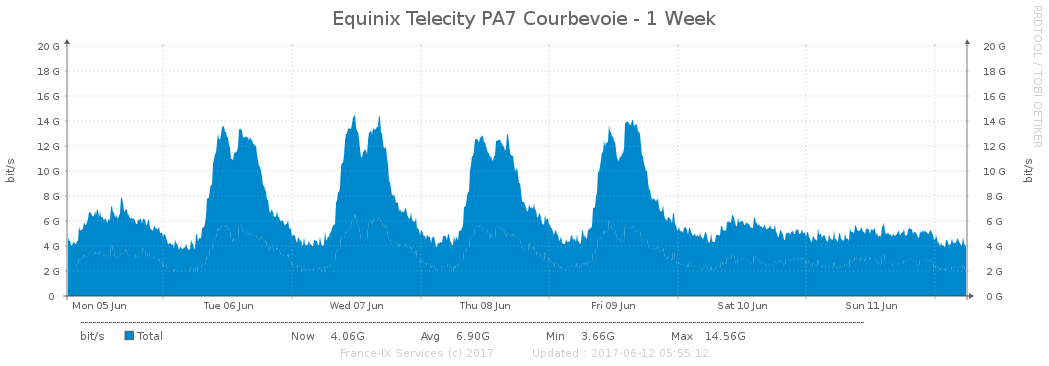 Equinix Telecity PA7 Courbevoie - 1 Week
RRDTOOL / TOBI OETIKER
20 G 20 G
18 G 18 G
16 G 16 G
14 G 14 G
12 G 12 G
10 G 10 G
8 G 8 G
6 G 6 G
4 G 4 G
2 G 2 G
0 0 G
bit/s
bit/s
Mon 05 Jun Tue 06 Jun Wed 07 Jun Thu 08 Jun Fri 09 Jun Sat 10 Jun Sun 11 Jun
bit/s Total Now 4.06G Avg 6.90G Min 3.66G Max 14.56G
France-IX Services (c) 2017 Updated : 2017-06-12 05:55:12